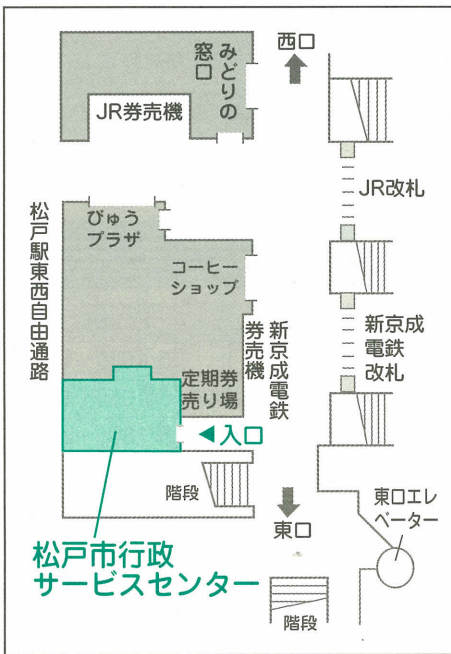 西口
みどりの
窓口
JR券売機
JR改札
びゅう
プラザ
松戸駅東西自由通路
コーヒー
ショップ
新京成電鉄
券売機
新京成
電鉄
改札
定期券
売り場
入口
階段
東口
東口エレ
ベーター
松戸市行政
サービスセンター
階段